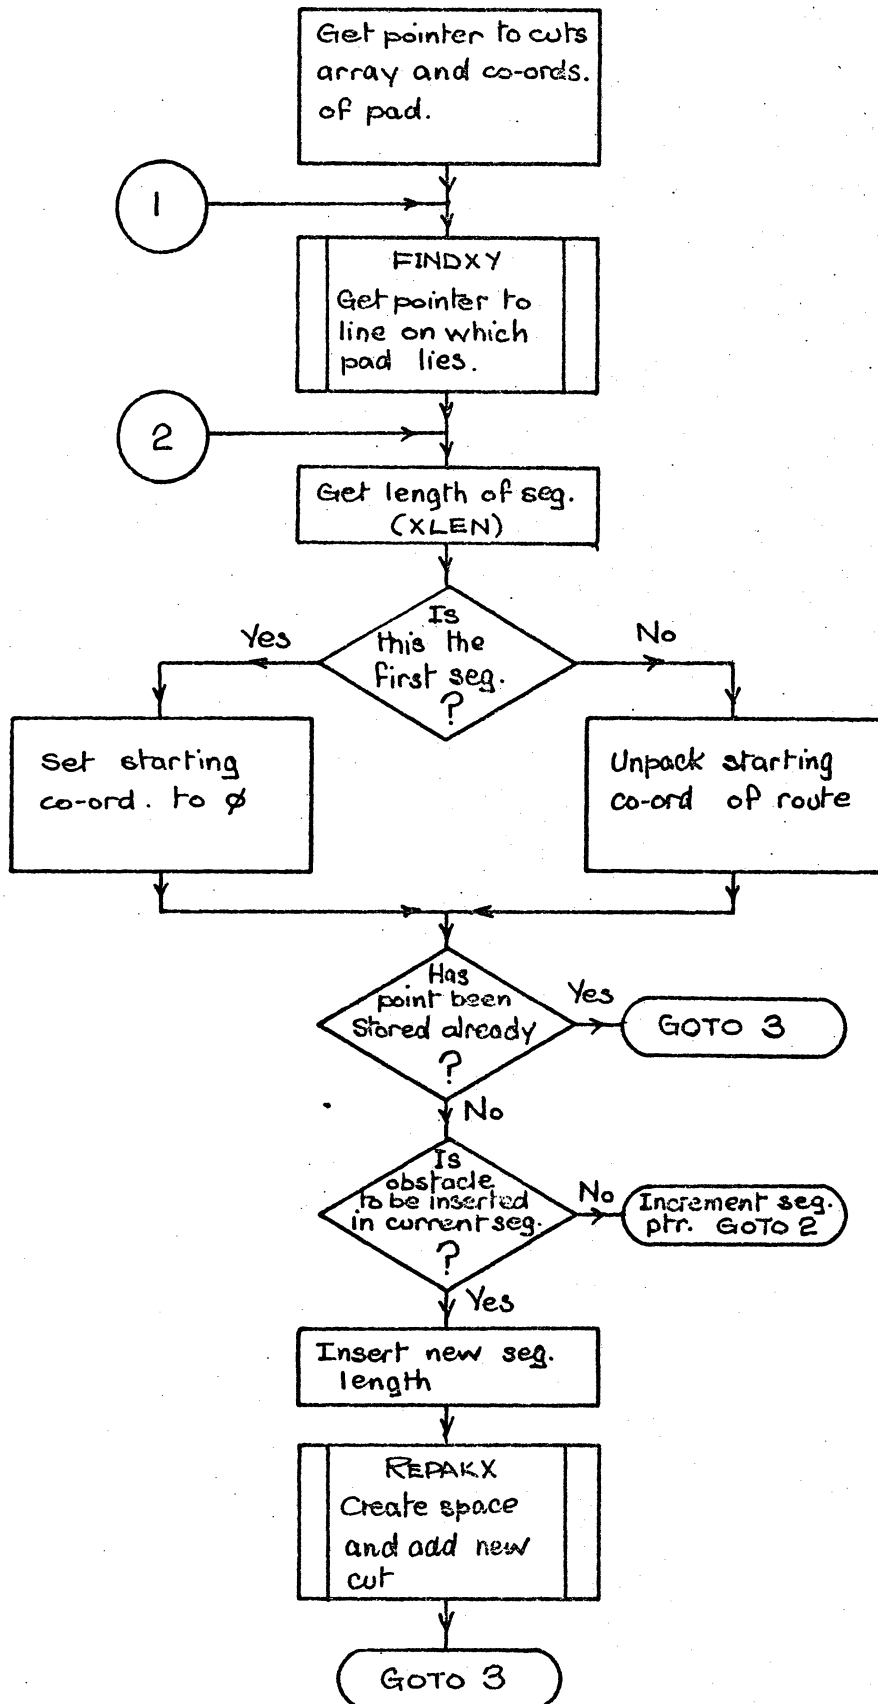 Get pointer to cuts
array and co-ords.
of pad.
1
FINDXY
Get pointer to
line on which
pad lies.
2
Get length of seg.
(XLEN)
Is
this the
first seg.
?
Yes
No
Set starting
co-ord. to ø
Unpack starting
co-ord of route
Has
point been
stored already
?
Yes
GOTO 3
No
Is
obstacle
to be inserted
in current seg.
?
No
Increment seg.
ptr. GOTO 2
Yes
Insert new seg.
length
REPAKX
Create space
and add new
cut
GOTO 3